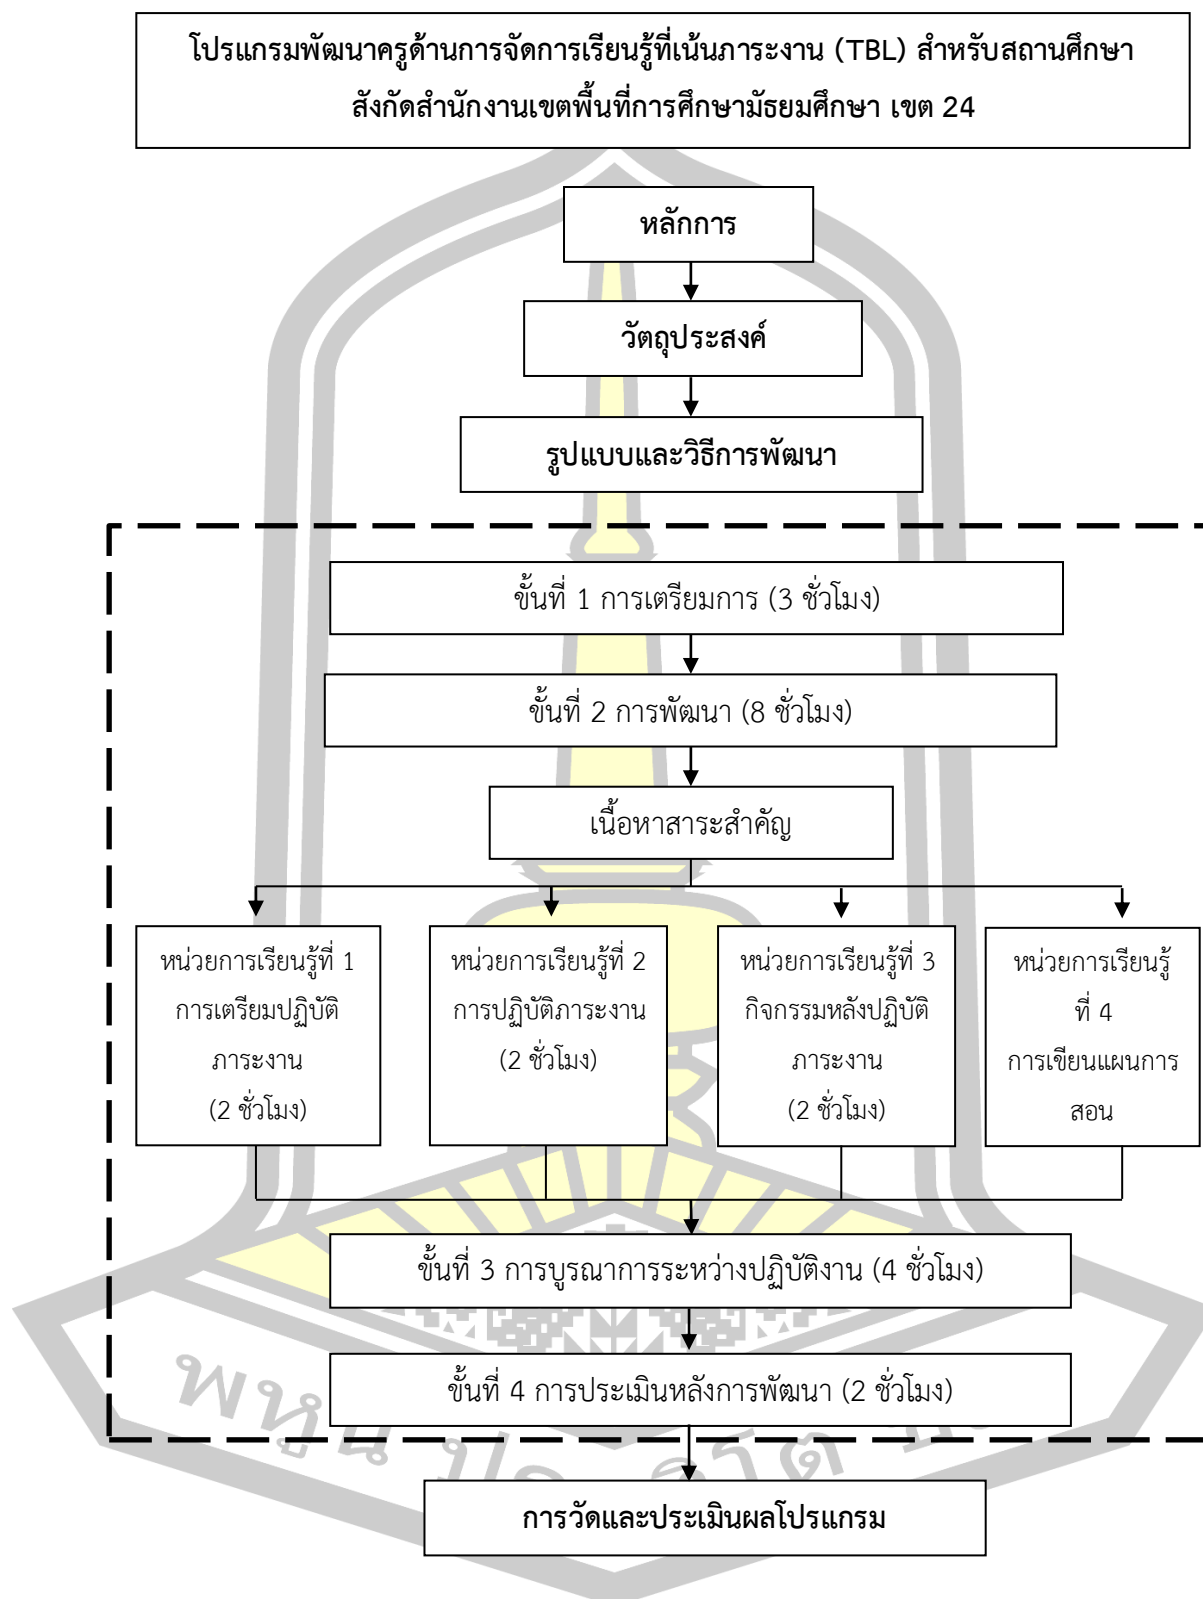 โปรแกรมพัฒนาครูด้านการจัดการเรียนรู้ที่เน้นภาระงาน (TBL) สำหรับสถานศึกษา
สังกัดสำนักงานเขตพื้นที่การศึกษามัธยมศึกษา เขต 24
หลักการ
วัตถุประสงค์
รูปแบบและวิธีการพัฒนา
ขั้นที่ 1 การเตรียมการ (3 ชั่วโมง)
ขั้นที่ 2 การพัฒนา (8 ชั่วโมง)
เนื้อหาสาระสำคัญ
หน่วยการเรียนรู้ที่ 1
การเตรียมปฏิบัติ
ภาระงาน
(2 ชั่วโมง)
หน่วยการเรียนรู้ที่ 2
การปฏิบัติภาระงาน
(2 ชั่วโมง)
หน่วยการเรียนรู้ที่ 3
กิจกรรมหลังปฏิบัติ
ภาระงาน
(2 ชั่วโมง)
หน่วยการเรียนรู้
ที่ 4
การเขียนแผนการ
สอน
ขั้นที่ 3 การบูรณาการระหว่างปฏิบัติงาน (4 ชั่วโมง)
ขั้นที่ 4 การประเมินหลังการพัฒนา (2 ชั่วโมง)
พหูน
การวัดและประเมินผลโปรแกรม